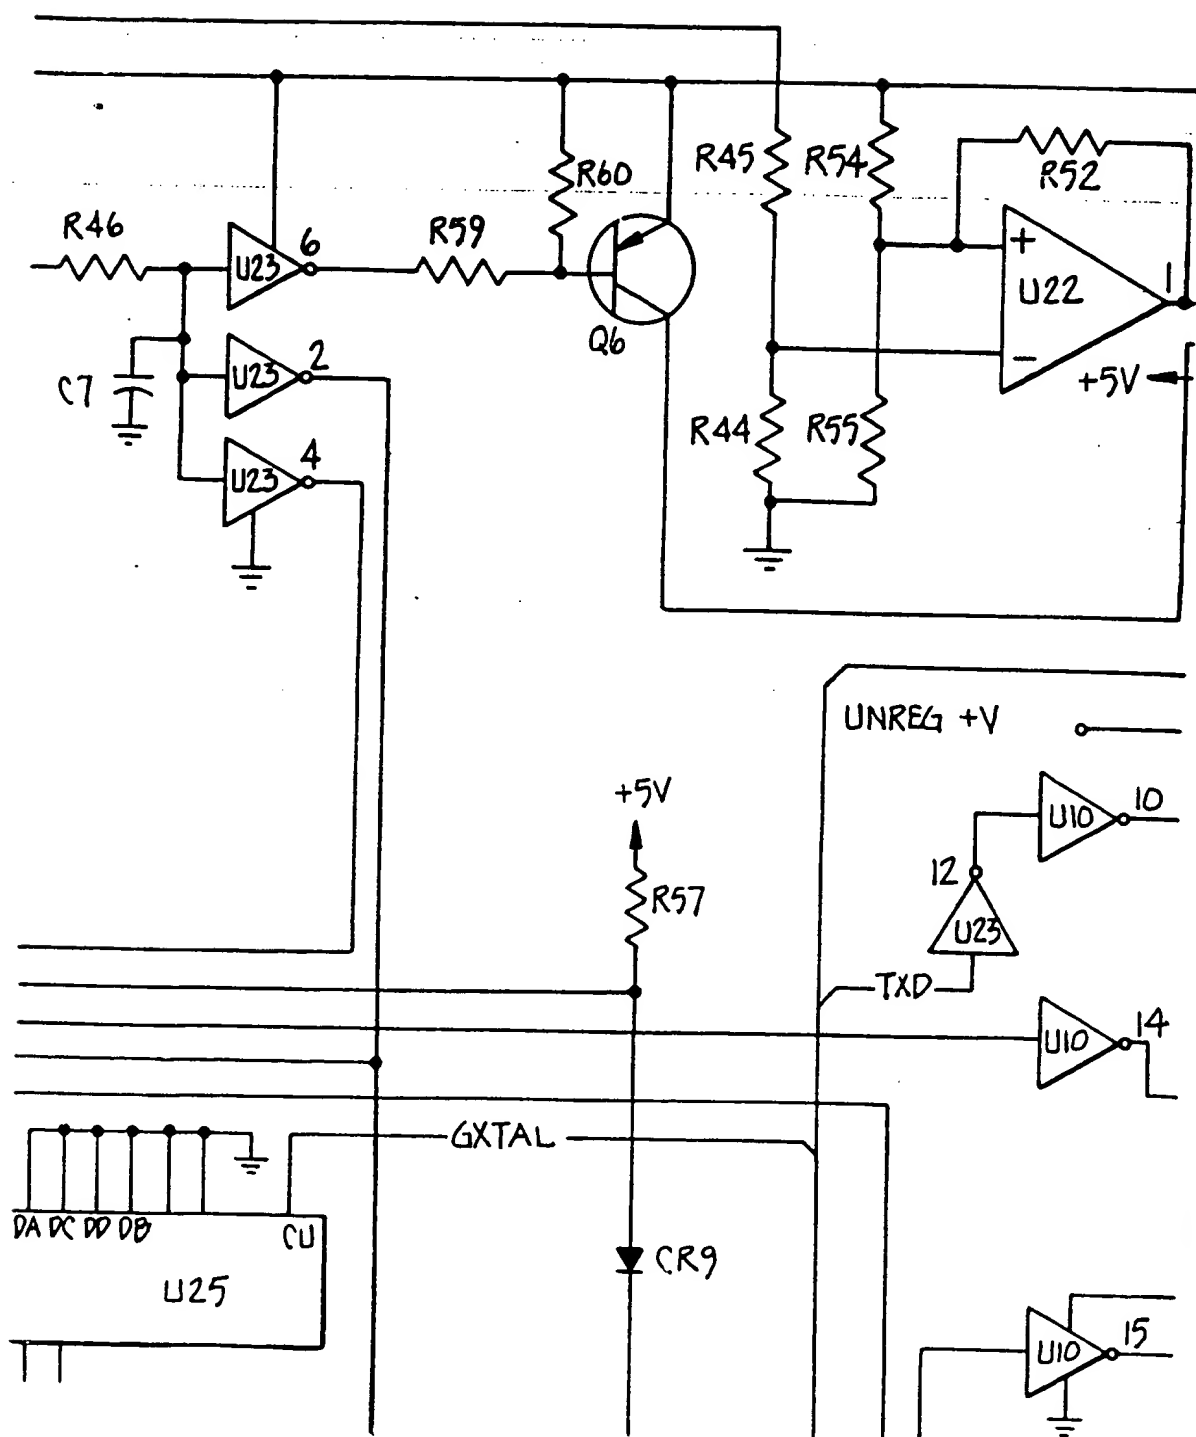 R46
U23
6
R59
R60
Q6
R45
R54
R52
+
U22
1
−
+5V
C7
U23
2
U23
4
R44
R55
UNREG +V
+5V
R57
U10
10
12
U23
TXD
U10
14
GXTAL
DA DC DD DB
CU
U25
CR9
U10
15